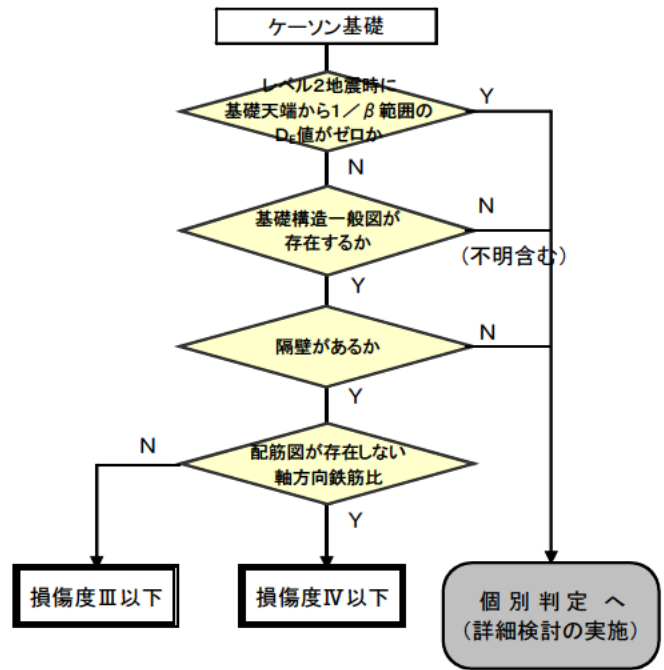 ケーソン基礎
レベル2地震時に
基礎天端から1/β範囲の
DE値がゼロか
Y
N
基礎構造一般図が
存在するか
N
(不明含む)
Y
隔壁があるか
N
Y
配筋図が存在しない
軸方向鉄筋比
N
Y
損傷度Ⅲ以下
損傷度Ⅳ以下
個別判定へ
(詳細検討の実施)